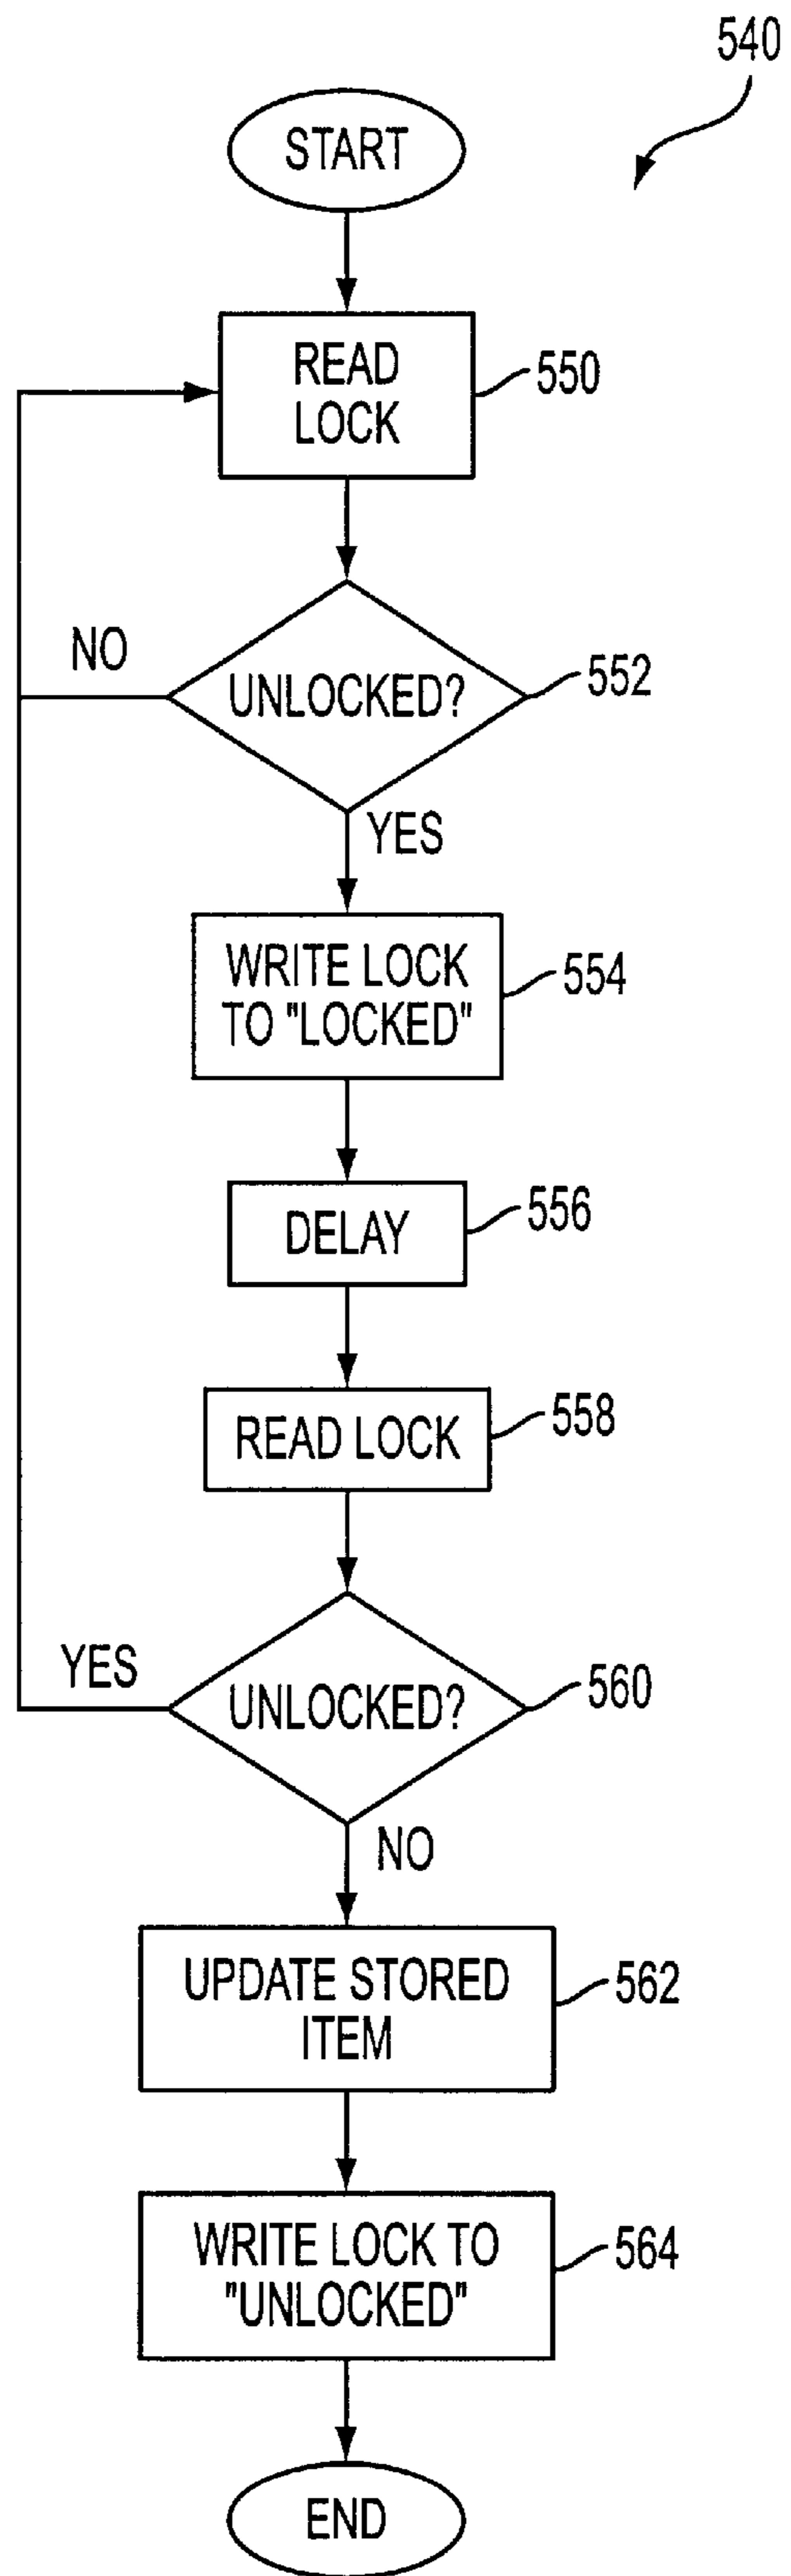 540
START
READ
LOCK
550
NO
UNLOCKED?
552
YES
WRITE LOCK
TO "LOCKED"
554
DELAY
556
READ LOCK
558
YES
UNLOCKED?
560
NO
UPDATE STORED
ITEM
562
WRITE LOCK TO
"UNLOCKED"
564
END